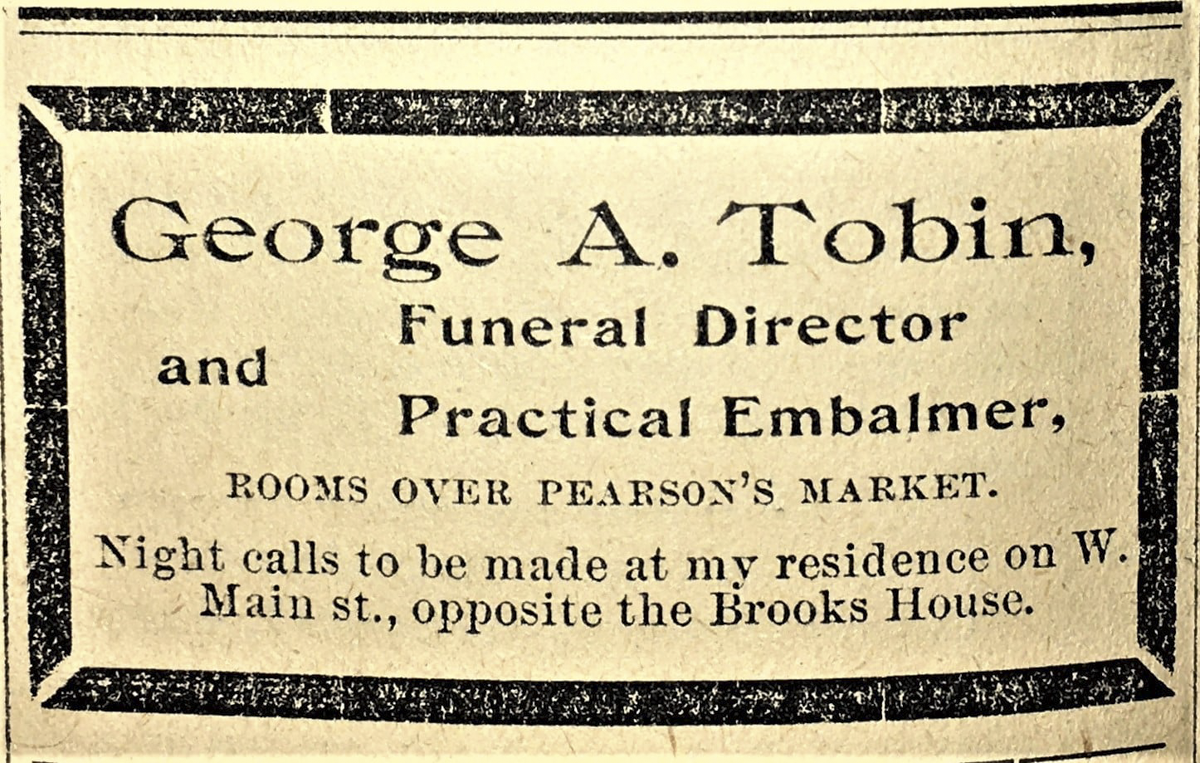 George A. Tobin,
Funeral Director
and
Practical Embalmer,
ROOMS OVER PEARSON'S MARKET.
Night calls to be made at my residence on W.
Main st., opposite the Brooks House.